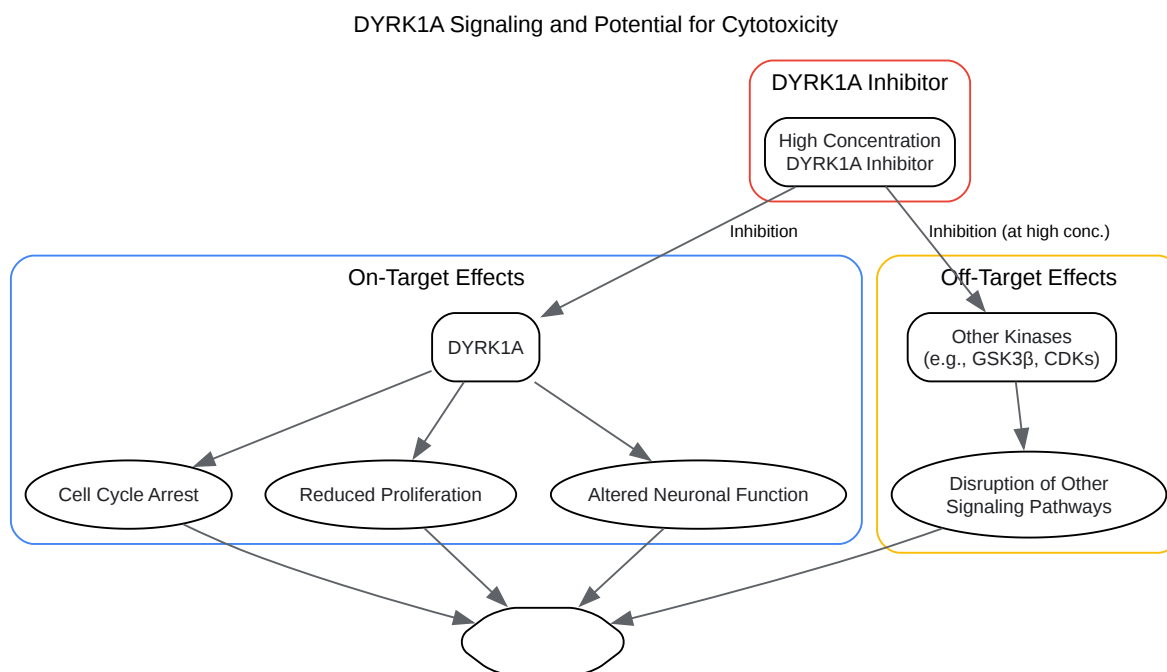 DYRK1A Signaling and Potential for Cytotoxicity
DYRK1A Inhibitor
High Concentration
DYRK1A Inhibitor
Inhibition
Inhibition (at high conc.)
On-Target Effects
Off-Target Effects
DYRK1A
Other Kinases
(e.g., GSK3β, CDKs)
Cell Cycle Arrest
Reduced Proliferation
Altered Neuronal Function
Disruption of Other
Signaling Pathways